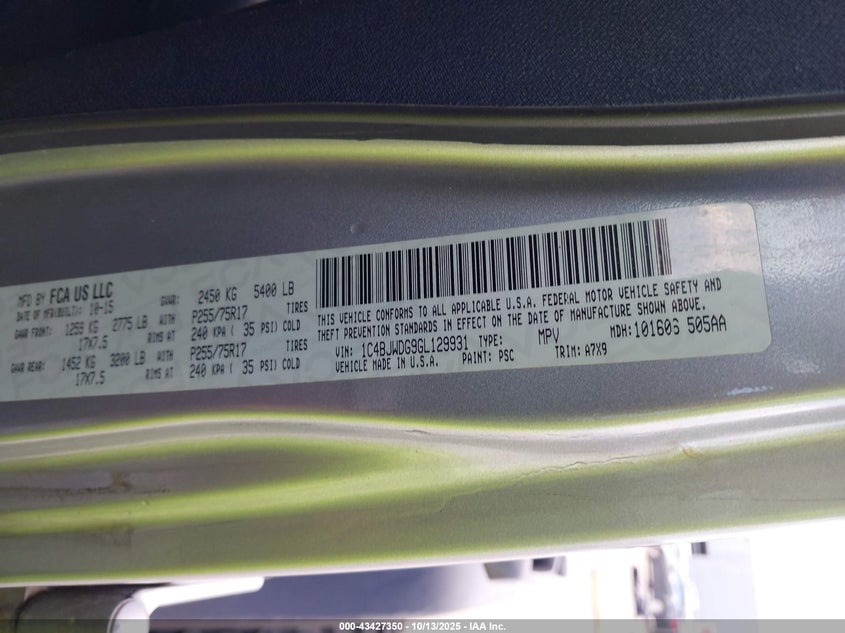 MFD BY FCA US LLC
DATE OF MFR(BUILT): 10-15 GVWR: 2450 KG 5400 LB
GAWR FRONT: 1259 KG 2775 LB WITH P255/75R17 TIRES
17X7.5 RIMS AT 240 KPA ( 35 PSI) COLD
GAWR REAR: 1452 KG 3200 LB WITH P255/75R17 TIRES
17X7.5 RIMS AT 240 KPA ( 35 PSI) COLD
THIS VEHICLE CONFORMS TO ALL APPLICABLE U.S.A. FEDERAL MOTOR VEHICLE SAFETY AND
THEFT PREVENTION STANDARDS IN EFFECT ON THE DATE OF MANUFACTURE SHOWN ABOVE.
VIN: 1C4BJWDG9GL129931 TYPE: MPV MDH: 101606 505AA
VEHICLE MADE IN U.S.A. PAINT: PSC TRIM: A7X9
000-43427350 | 10/13/2025 | IAA Inc.